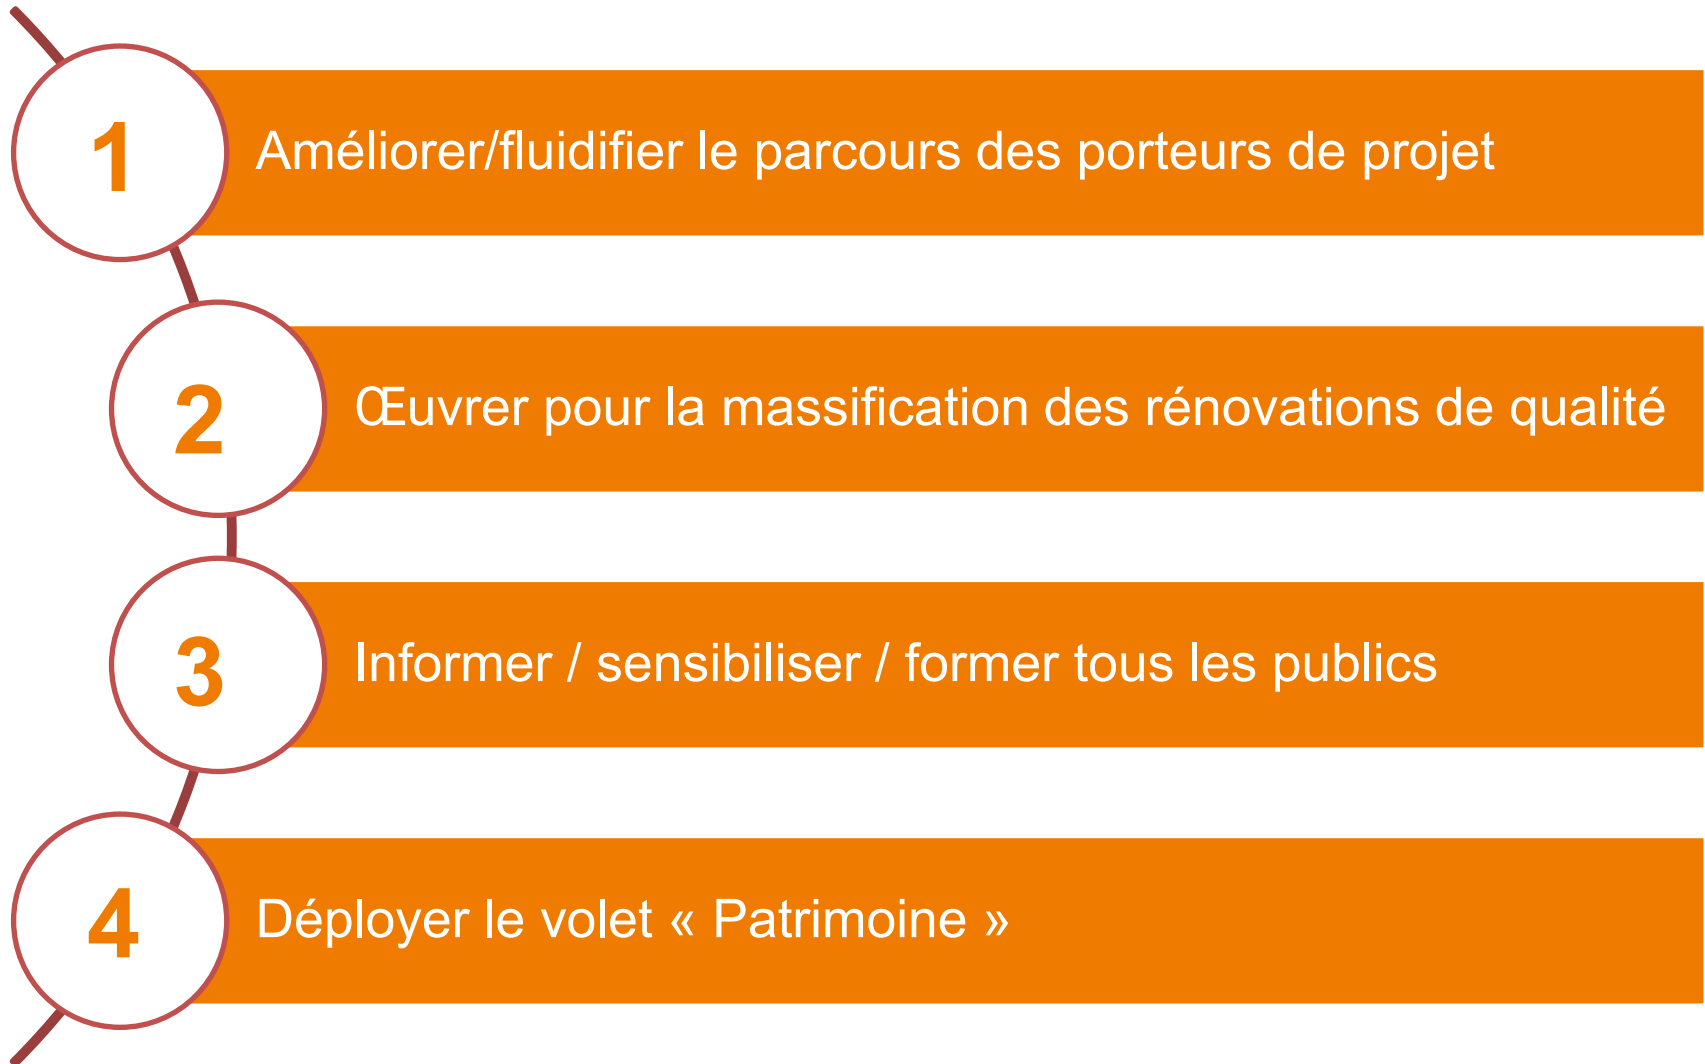 1
Améliorer/fluidifier le parcours des porteurs de projet
2
Œuvrer pour la massification des rénovations de qualité
3
Informer / sensibiliser / former tous les publics
4
Déployer le volet « Patrimoine »